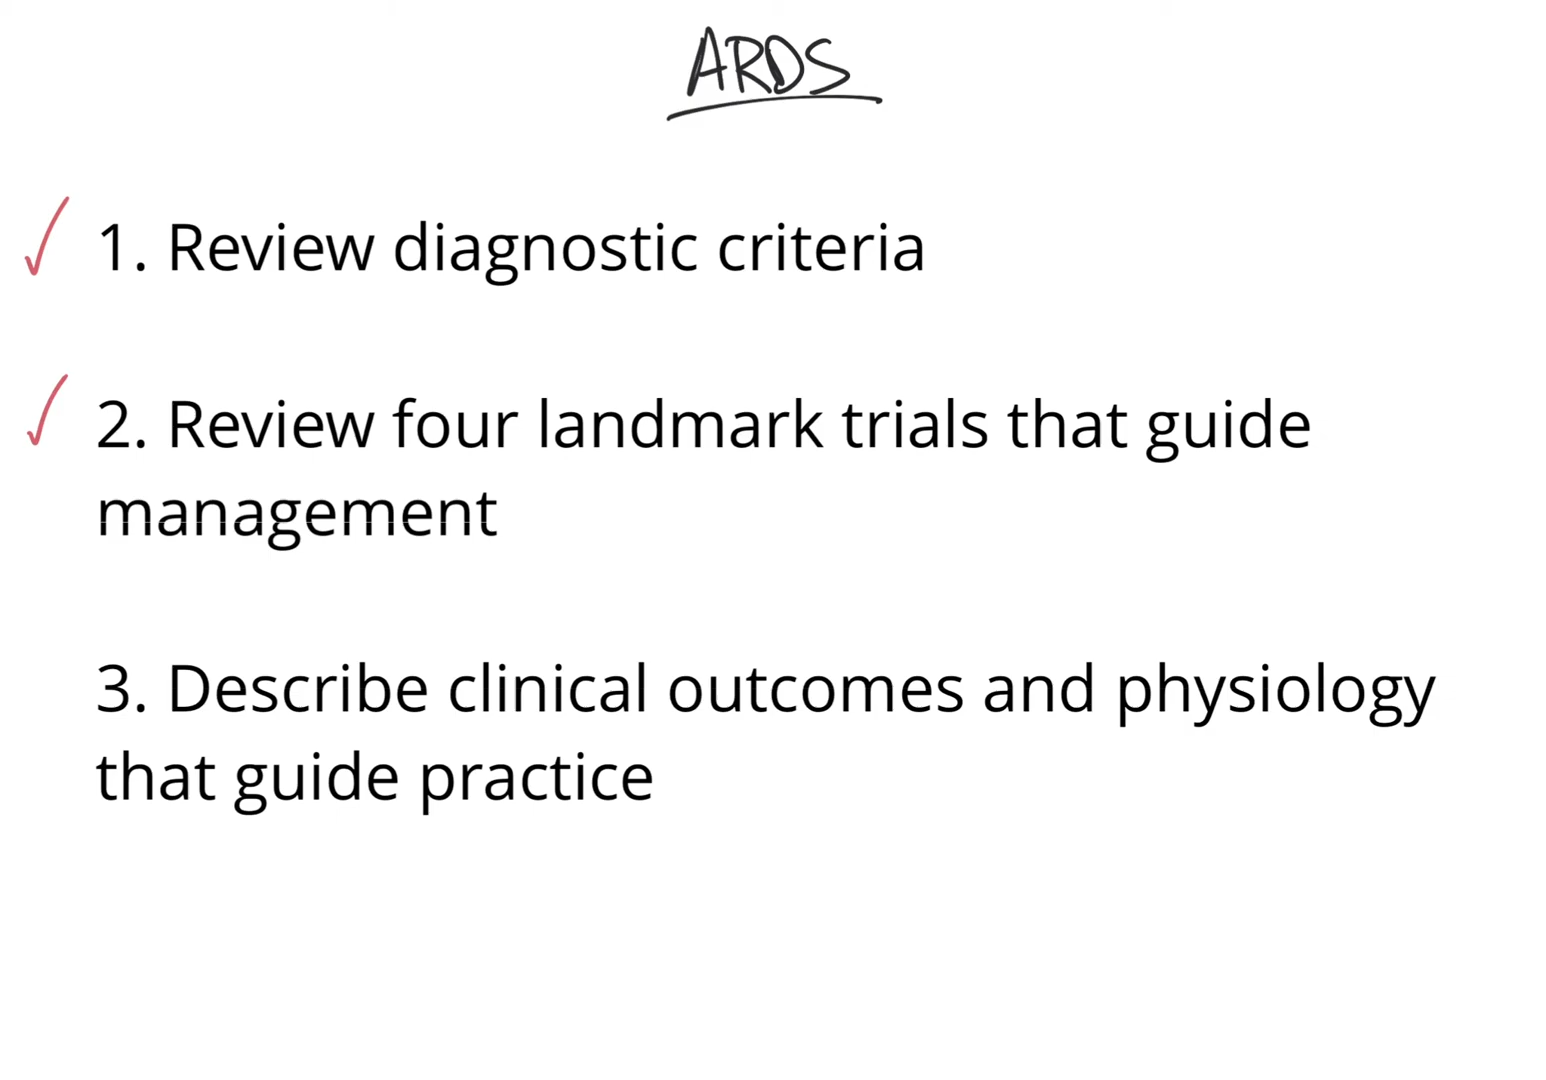 ARDS
1. Review diagnostic criteria
2. Review four landmark trials that guide
management
3. Describe clinical outcomes and physiology
that guide practice